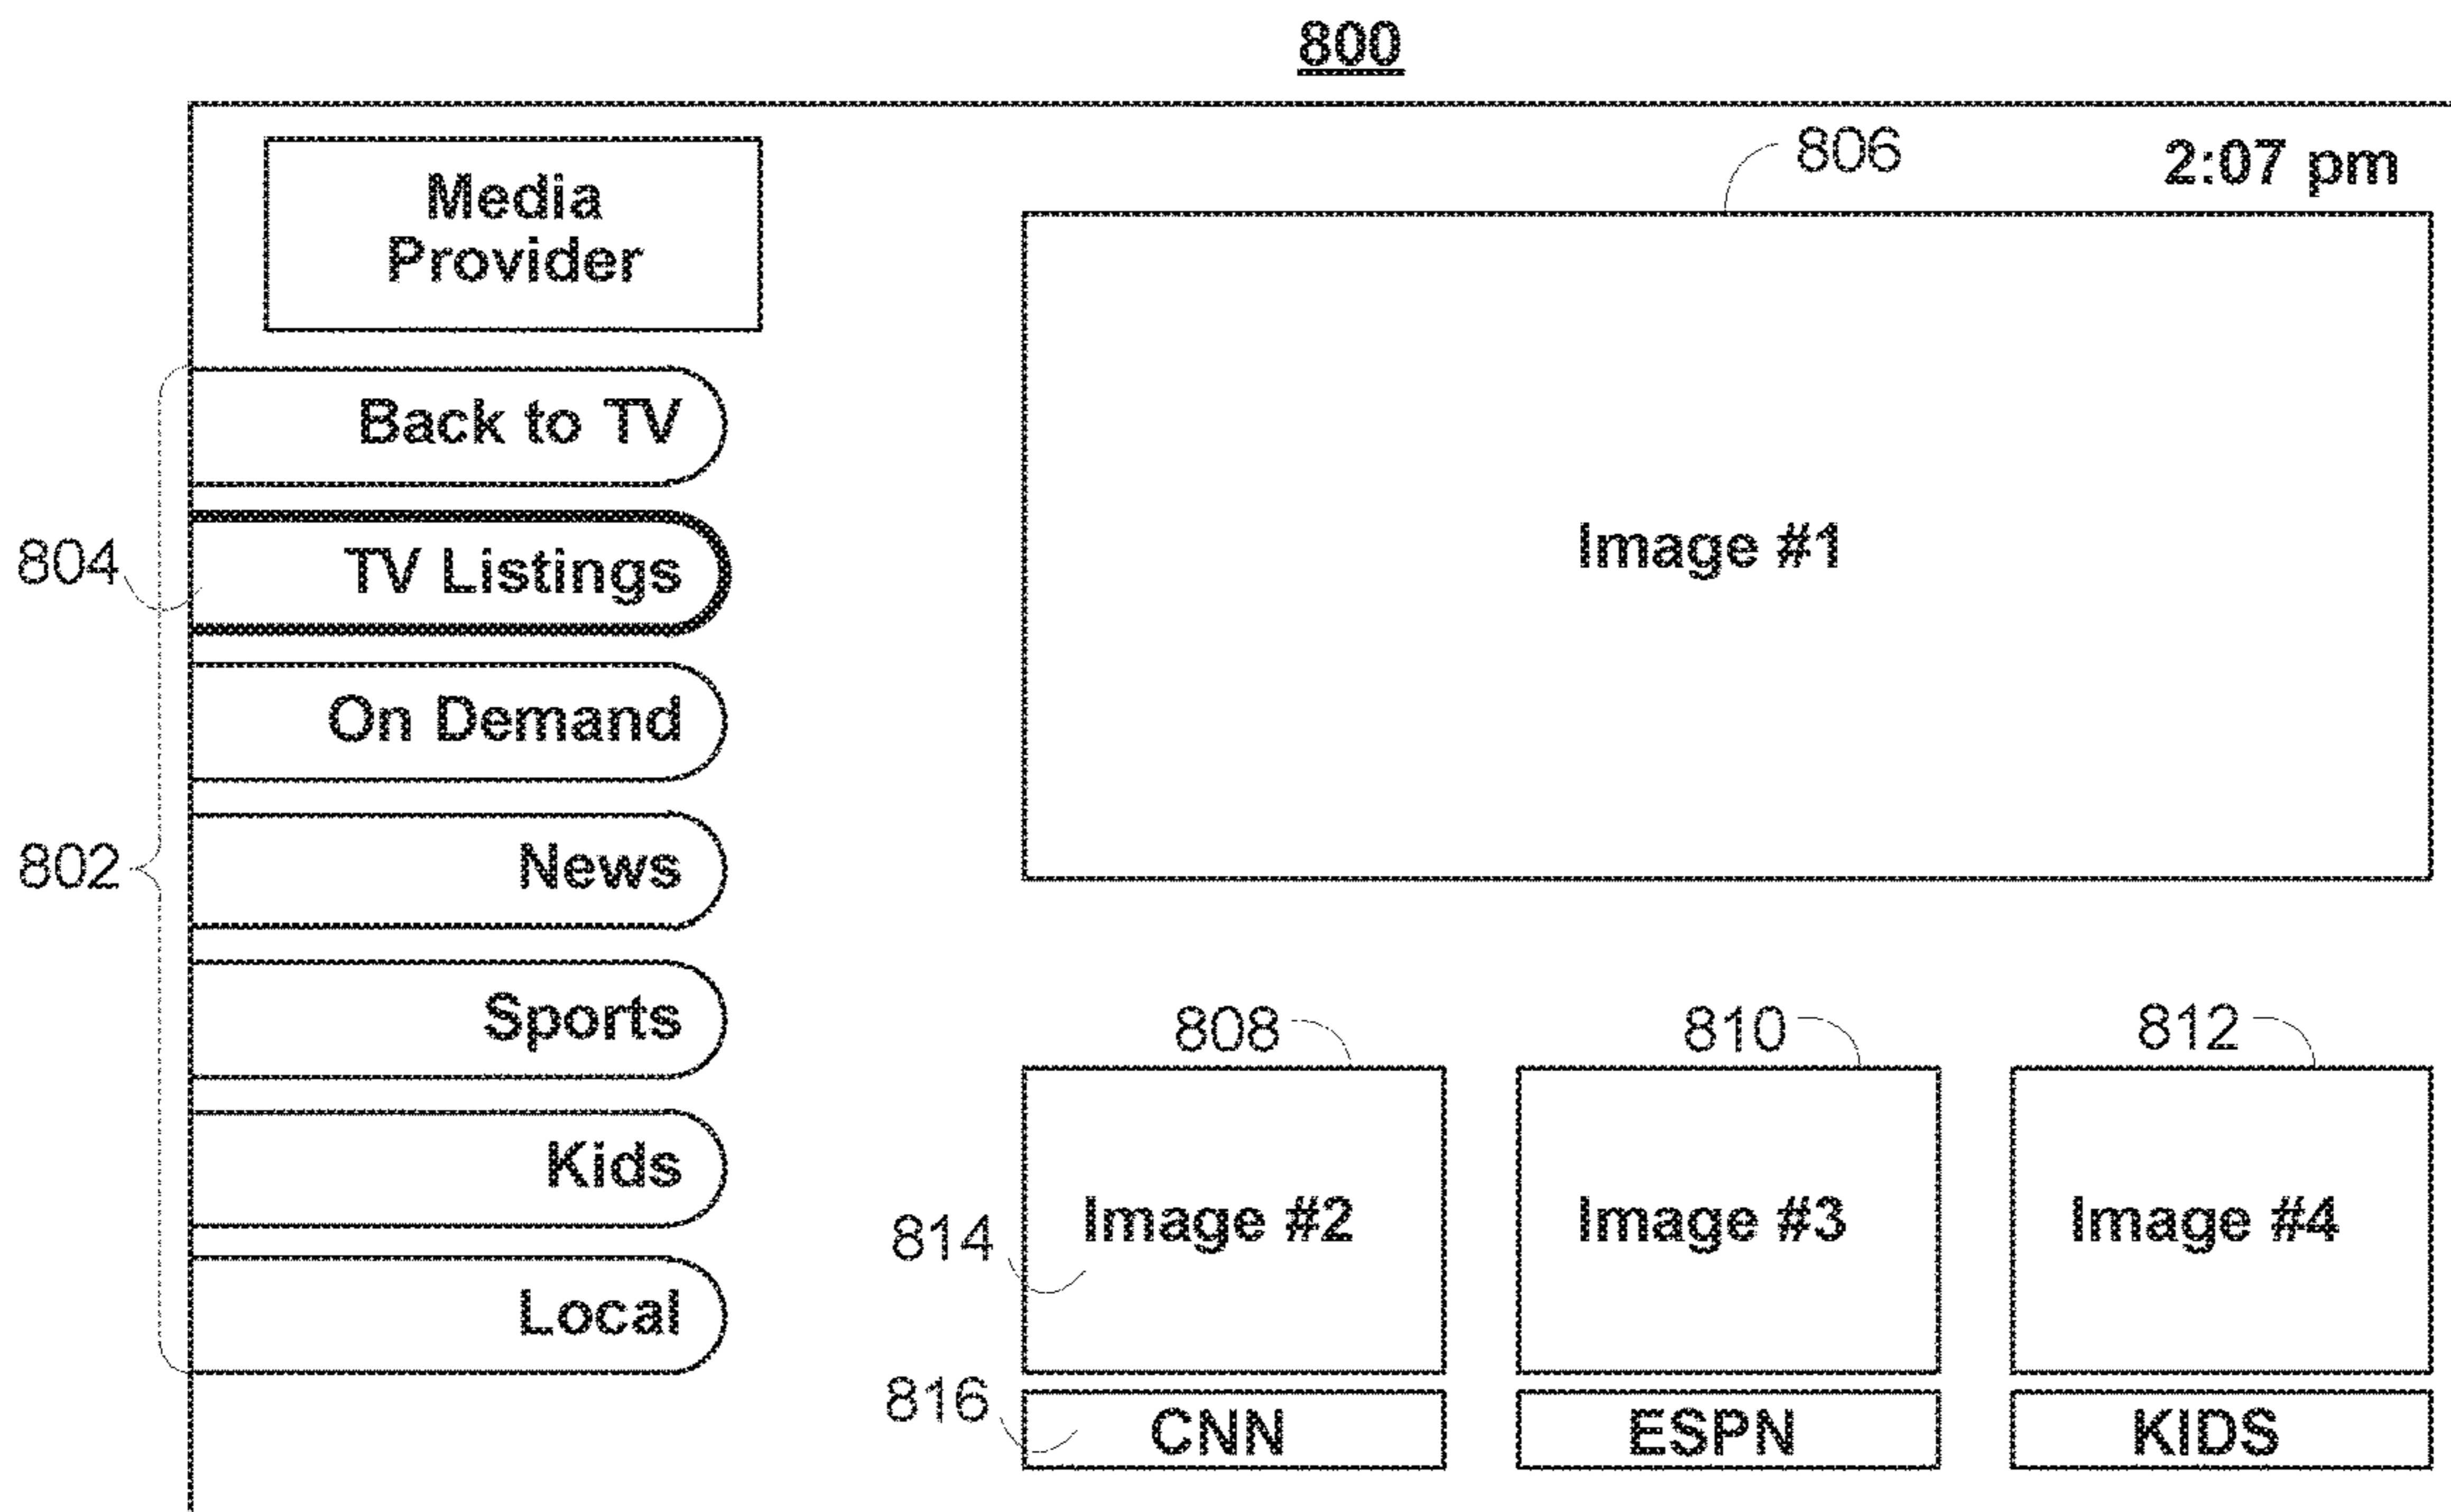 800
806
2:07 pm
Media
Provider
Back to TV
804
TV Listings
Image #1
On Demand
802
News
Sports
808
810
812
Kids
814
Image #2
Image #3
Image #4
Local
816
CNN
ESPN
KIDS